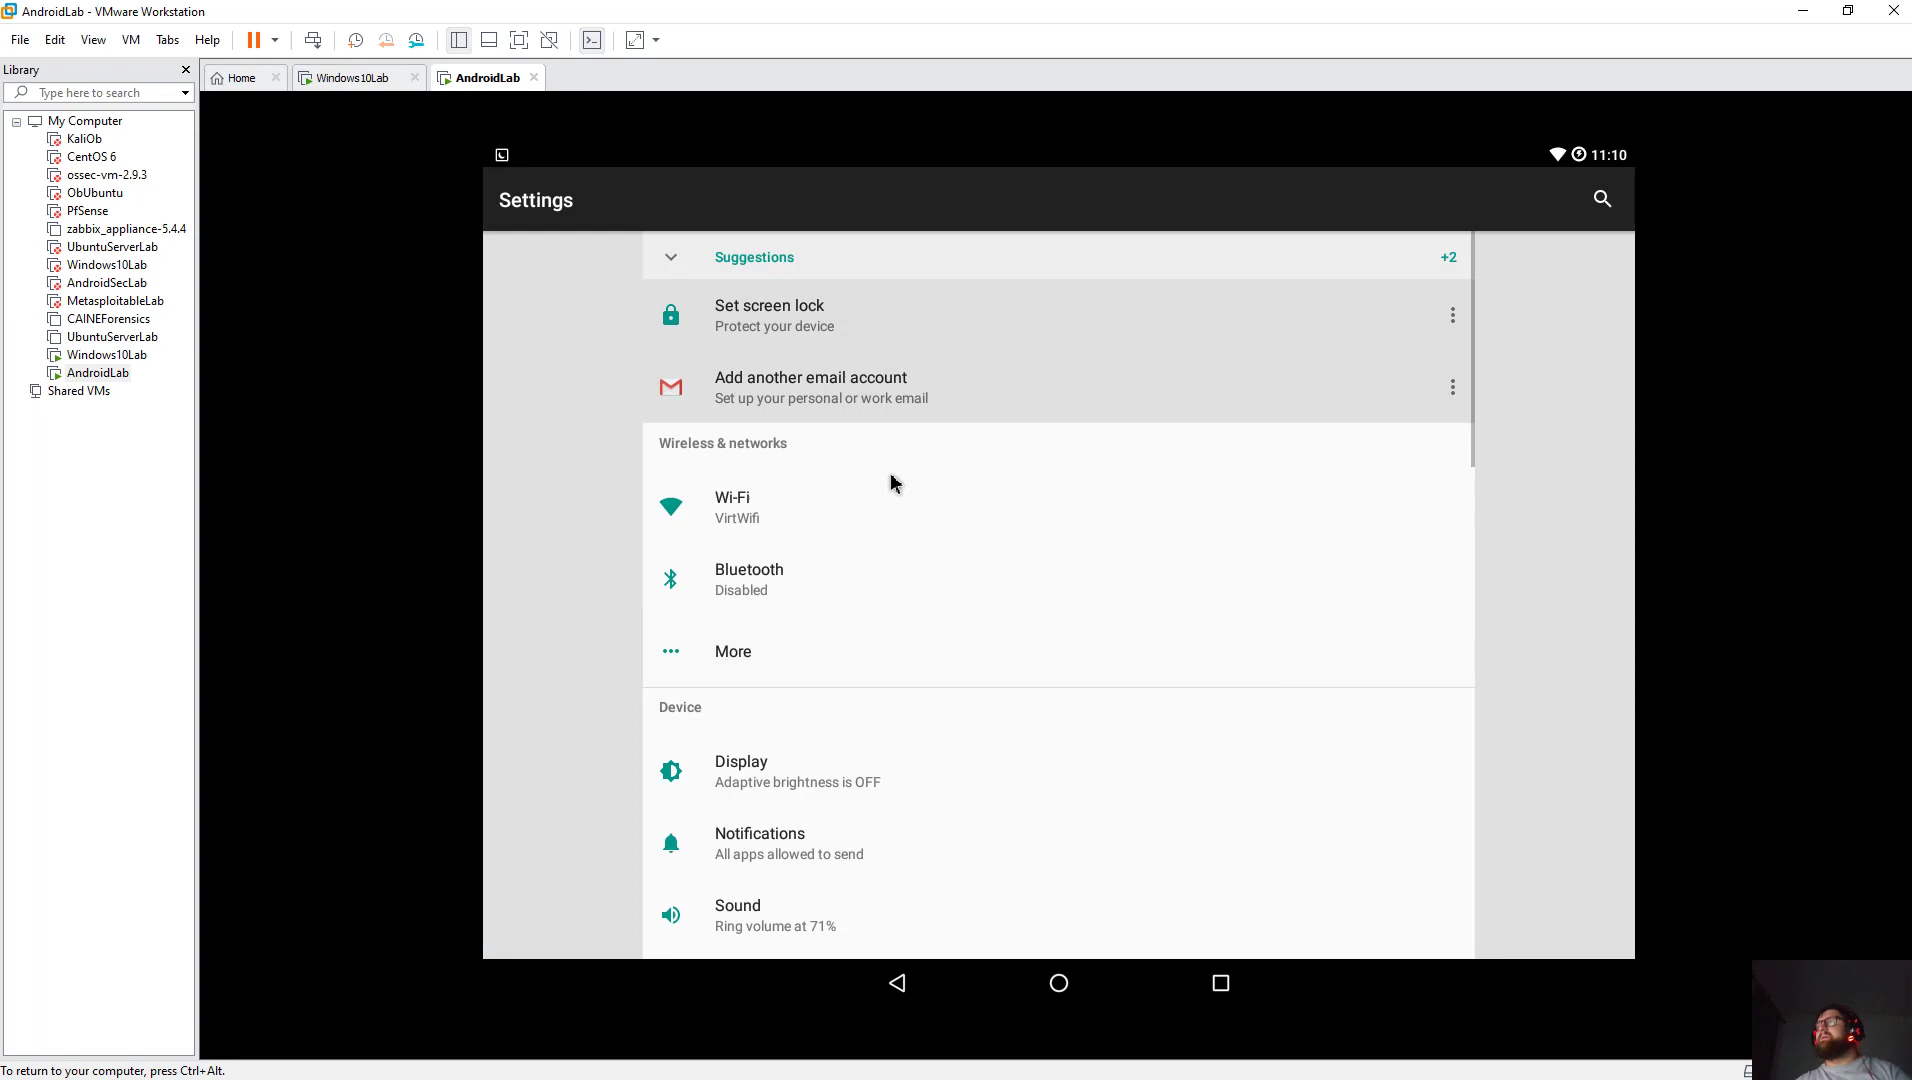 AndroidLab - VMware Workstation
File Edit View VM Tabs Help
Library
Type here to search
My Computer
KaliOb
CentOS 6
ossec-vm-2.9.3
ObUbuntu
PfSense
zabbix_appliance-5.4.4
UbuntuServerLab
Windows10Lab
AndroidSecLab
MetasploitableLab
CAINEForensics
UbuntuServerLab
Windows10Lab
AndroidLab
Shared VMs
Home Windows10Lab AndroidLab
11:10
Settings
Suggestions +2
Set screen lock
Protect your device
Add another email account
Set up your personal or work email
Wireless & networks
Wi-Fi
VirtWifi
Bluetooth
Disabled
More
Device
Display
Adaptive brightness is OFF
Notifications
All apps allowed to send
Sound
Ring volume at 71%
To return to your computer, press Ctrl+Alt.